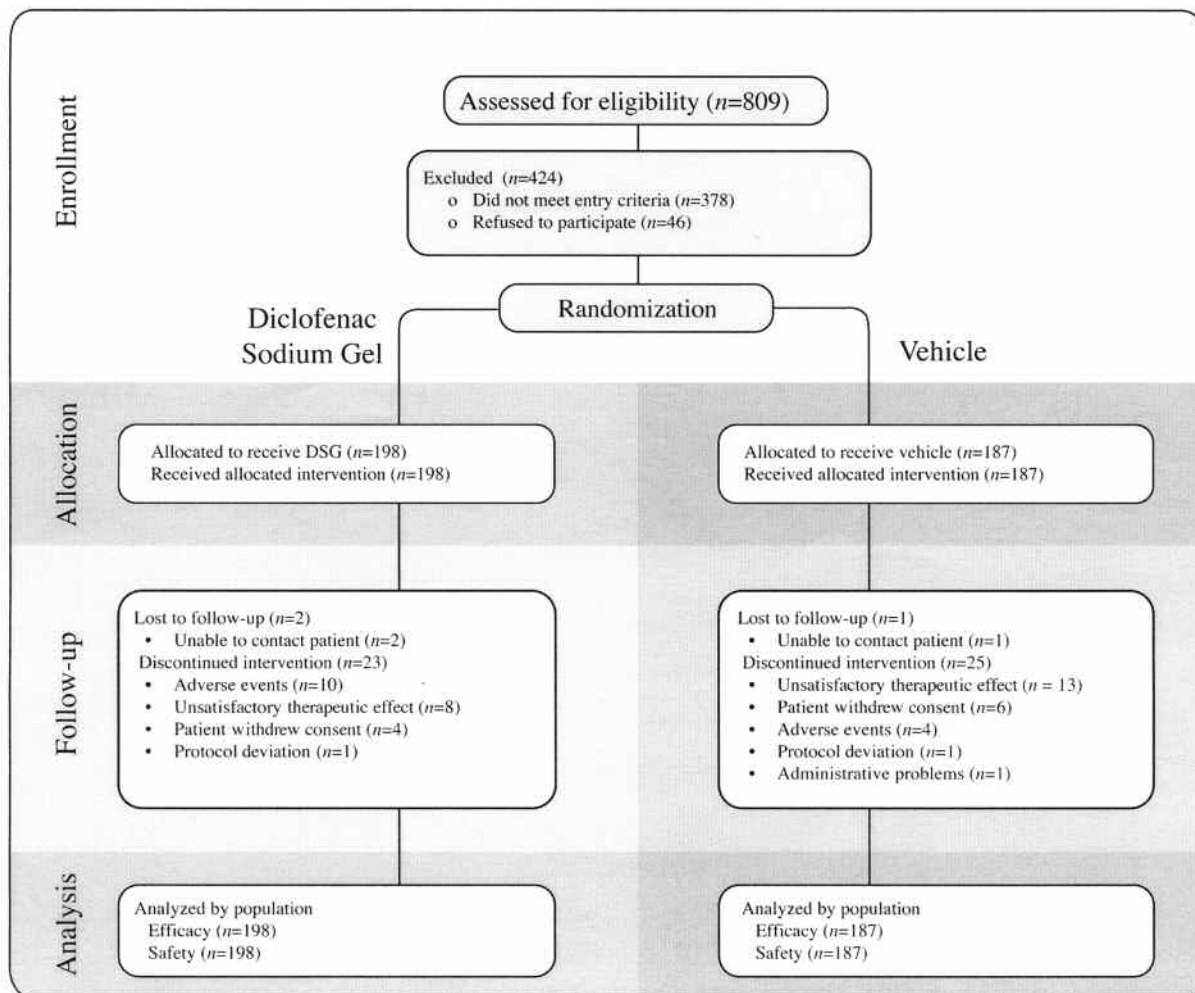 Enrollment
Assessed for eligibility (n=809)
Excluded (n=424)
o Did not meet entry criteria (n=378)
o Refused to participate (n=46)
Randomization
Diclofenac
Sodium Gel
Vehicle
Allocation
Allocated to receive DSG (n=198)
Received allocated intervention (n=198)
Allocated to receive vehicle (n=187)
Received allocated intervention (n=187)
Follow-up
Lost to follow-up (n=2)
• Unable to contact patient (n=2)
Discontinued intervention (n=23)
• Adverse events (n=10)
• Unsatisfactory therapeutic effect (n=8)
• Patient withdrew consent (n=4)
• Protocol deviation (n=1)
Lost to follow-up (n=1)
• Unable to contact patient (n=1)
Discontinued intervention (n=25)
• Unsatisfactory therapeutic effect (n = 13)
• Patient withdrew consent (n=6)
• Adverse events (n=4)
• Protocol deviation (n=1)
• Administrative problems (n=1)
Analysis
Analyzed by population
Efficacy (n=198)
Safety (n=198)
Analyzed by population
Efficacy (n=187)
Safety (n=187)